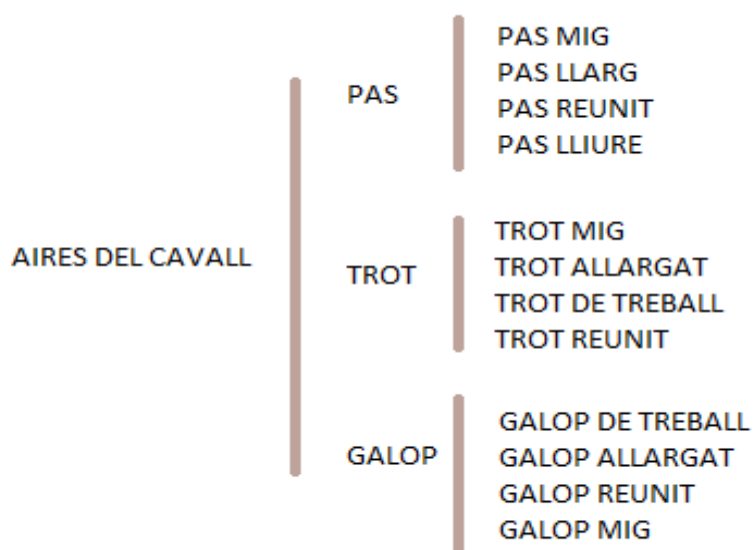 AIRES DEL CAVALL
PAS
PAS MIG
PAS LLARG
PAS REUNIT
PAS LLIURE
TROT
TROT MIG
TROT ALLARGAT
TROT DE TREBALL
TROT REUNIT
GALOP
GALOP DE TREBALL
GALOP ALLARGAT
GALOP REUNIT
GALOP MIG